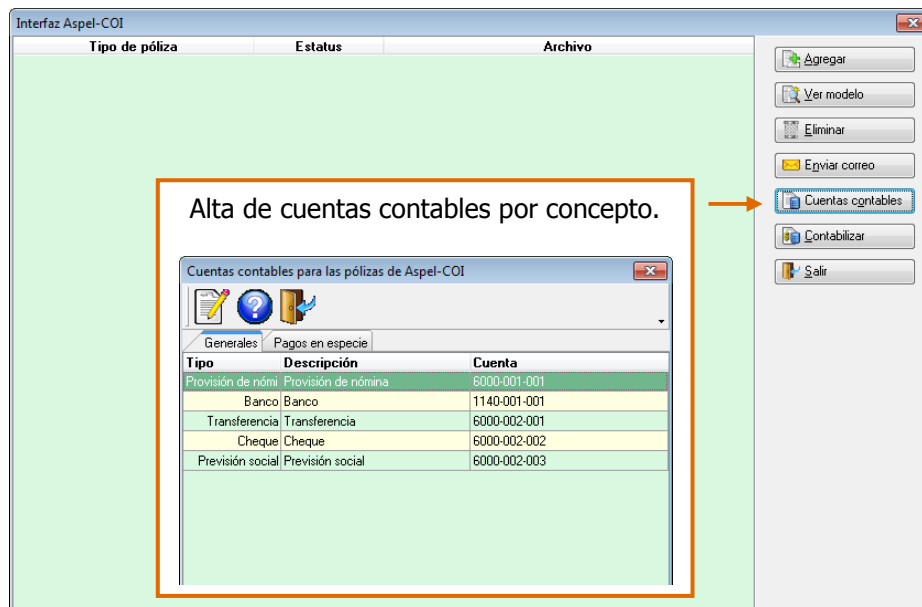 Interfaz Aspel-COI
Tipo de póliza Estatus Archivo
Agregar
Ver modelo
Eliminar
Enviar correo
Cuentas contables
Contabilizar
Salir
Alta de cuentas contables por concepto.
Cuentas contables para las pólizas de Aspel-COI
Generales Pagos en especie
Tipo Descripción Cuenta
Provisión de nómi Provisión de nómina 6000-001-001
Banco Banco 1140-001-001
Transferencia Transferencia 6000-002-001
Cheque Cheque 6000-002-002
Previsión social Previsión social 6000-002-003